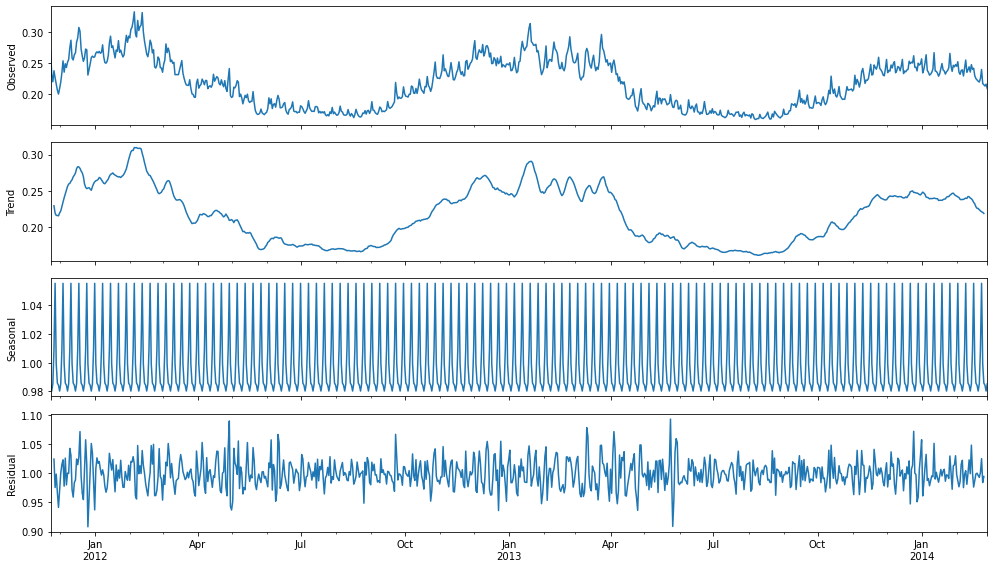 0.30
0.25
0.20
Observed
0.30
0.25
0.20
Trend
1.04
1.02
1.00
0.98
Seasonal
1.10
1.05
1.00
0.95
0.90
Residual
Jan Apr Jul Oct Jan Apr Jul Oct Jan
2012 2013 2014